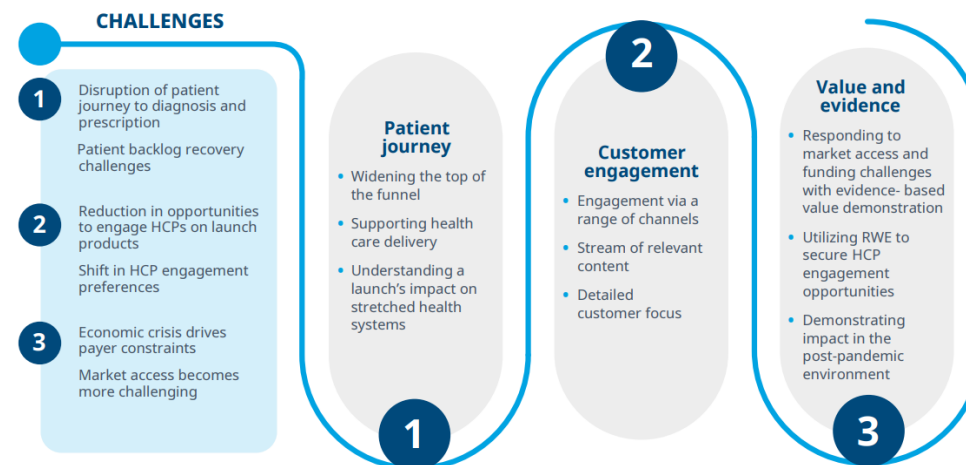 CHALLENGES
1
Disruption of patient
journey to diagnosis and
prescription
Patient backlog recovery
challenges
2
Reduction in opportunities
to engage HCPs on launch
products
Shift in HCP engagement
preferences
3
Economic crisis drives
payer constraints
Market access becomes
more challenging
Patient
journey
• Widening the top of
the funnel
• Supporting health
care delivery
• Understanding a
launch’s impact on
stretched health
systems
1
2
Customer
engagement
• Engagement via a
range of channels
• Stream of relevant
content
• Detailed
customer focus
Value and
evidence
• Responding to
market access and
funding challenges
with evidence- based
value demonstration
• Utilizing RWE to
secure HCP
engagement
opportunities
• Demonstrating
impact in the
post-pandemic
environment
3